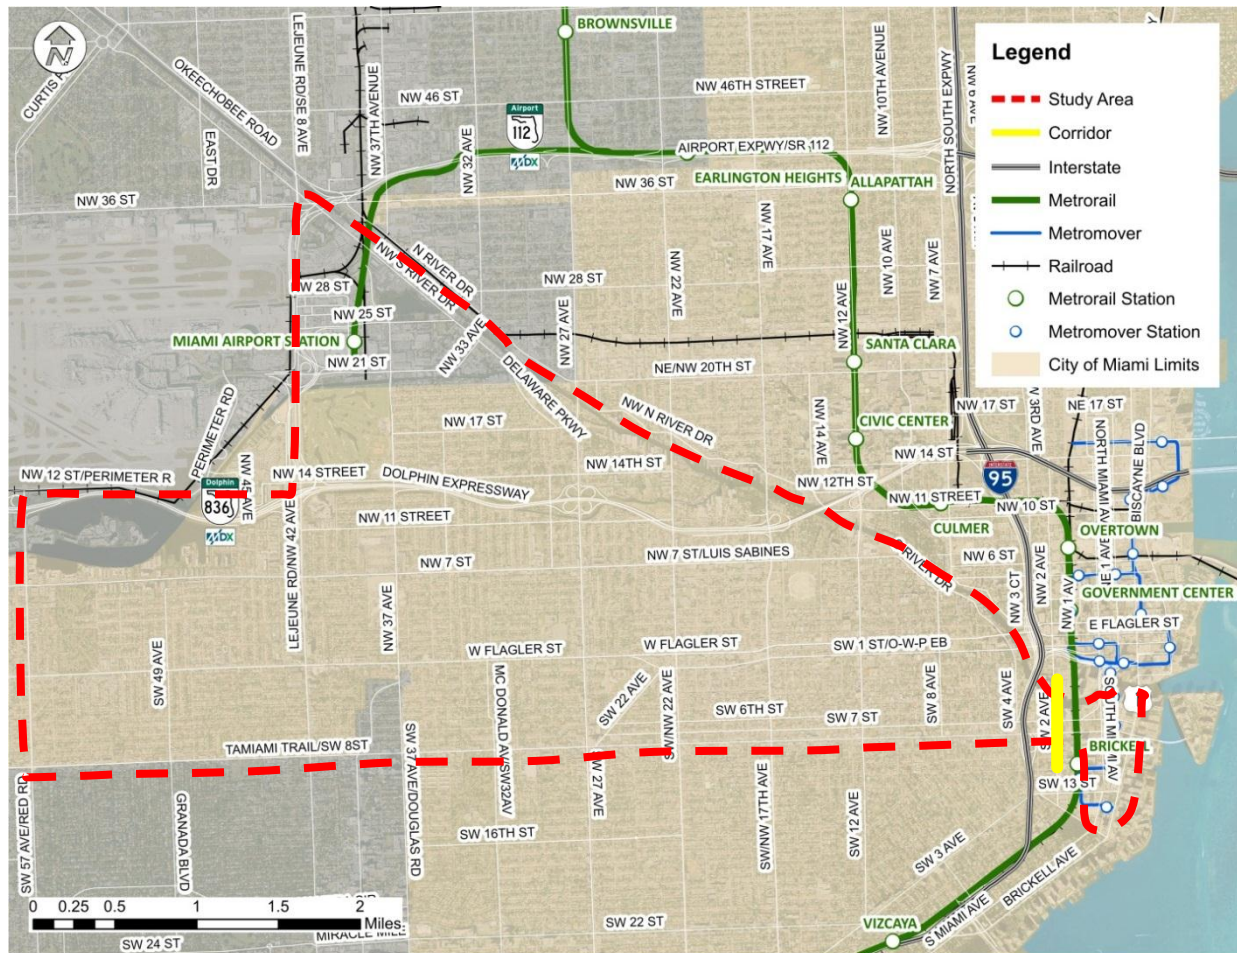 BROWNSVILLE
N
CURTIS P
OKEECHOBEE ROAD
LEJEUNE RD/SE 8 AVE
NW 37TH AVENUE
EAST DR
NW 46 ST
NW 32 AVE
Airport
112
mdx
NW 46TH STREET
NW 10TH AVENUE
NORTH SOUTH EXPWY
NW 6 AVE
Legend
Study Area
Corridor
Interstate
Metrorail
Metromover
Railroad
Metrorail Station
Metromover Station
City of Miami Limits
AIRPORT EXPWY/SR 112
EARLINGTON HEIGHTS
ALLAPATTAH
NW 36 ST
NW 36 ST
NW 17 AVE
NW 10 AVE
NW 7 AVE
N RIVER DR
NW S RIVER DR
NW 28 ST
NW 28 ST
NW 22 AVE
NW 25 ST
MIAMI AIRPORT STATION
NW 21 ST
NW 33 AVE
NW 27 AVE
NW 12 AVE
SANTA CLARA
NE/NW 20TH ST
DELAWARE PKWY
PERIMETER RD
NW 17 ST
NW N RIVER DR
NW 14 AVE
CIVIC CENTER
NW 17 ST
W 3RD AVE
NE 17 ST
NORTH MIAMI AV
BISCAYNE BLVD
NW 12 ST/PERIMETER R
NW 45 AVE
NW 14 STREET
DOLPHIN EXPRESSWAY
NW 14TH ST
NW 14 ST
NW 12TH ST
INTERSTATE
95
Dolphin
836
mdx
NW 11 STREET
NW 11 STREET
NW 10 ST
CULMER
OVERTOWN
LEJEUNE RD/NW 42 AVE
NW 7 ST
NW 7 ST/LUIS SABINES
RIVER DR
NW 6 ST
NW 3 CT
NW 2 AVE
NW 1 AV
NE 1 AVE
GOVERNMENT CENTER
NW 37 AVE
E FLAGLER ST
SW 49 AVE
W FLAGLER ST
W FLAGLER ST
SW 1 ST/O-W-P EB
MC DONALD AV/SW32AV
SW 22 AVE
SW/NW 22 AVE
SW 8 AVE
SW 4 AVE
SW 2 AVE
SW 6TH ST
SW 7 ST
TAMIAMI TRAIL/SW 8ST
BRICKELL
SW 57 AVE/RED RD
GRANADA BLVD
SW 37 AVE/DOUGLAS RD
SW 27 AVE
SW/NW 17TH AVE
SW 12 AVE
SW 13 ST
SW 16TH ST
SW 3 AVE
BRICKELL AVE
S MIAMI AVE
VIZCAYA
SW 22 ST
0 0.25 0.5 1 2
Miles
SW 24 ST
MIRACLE MILE